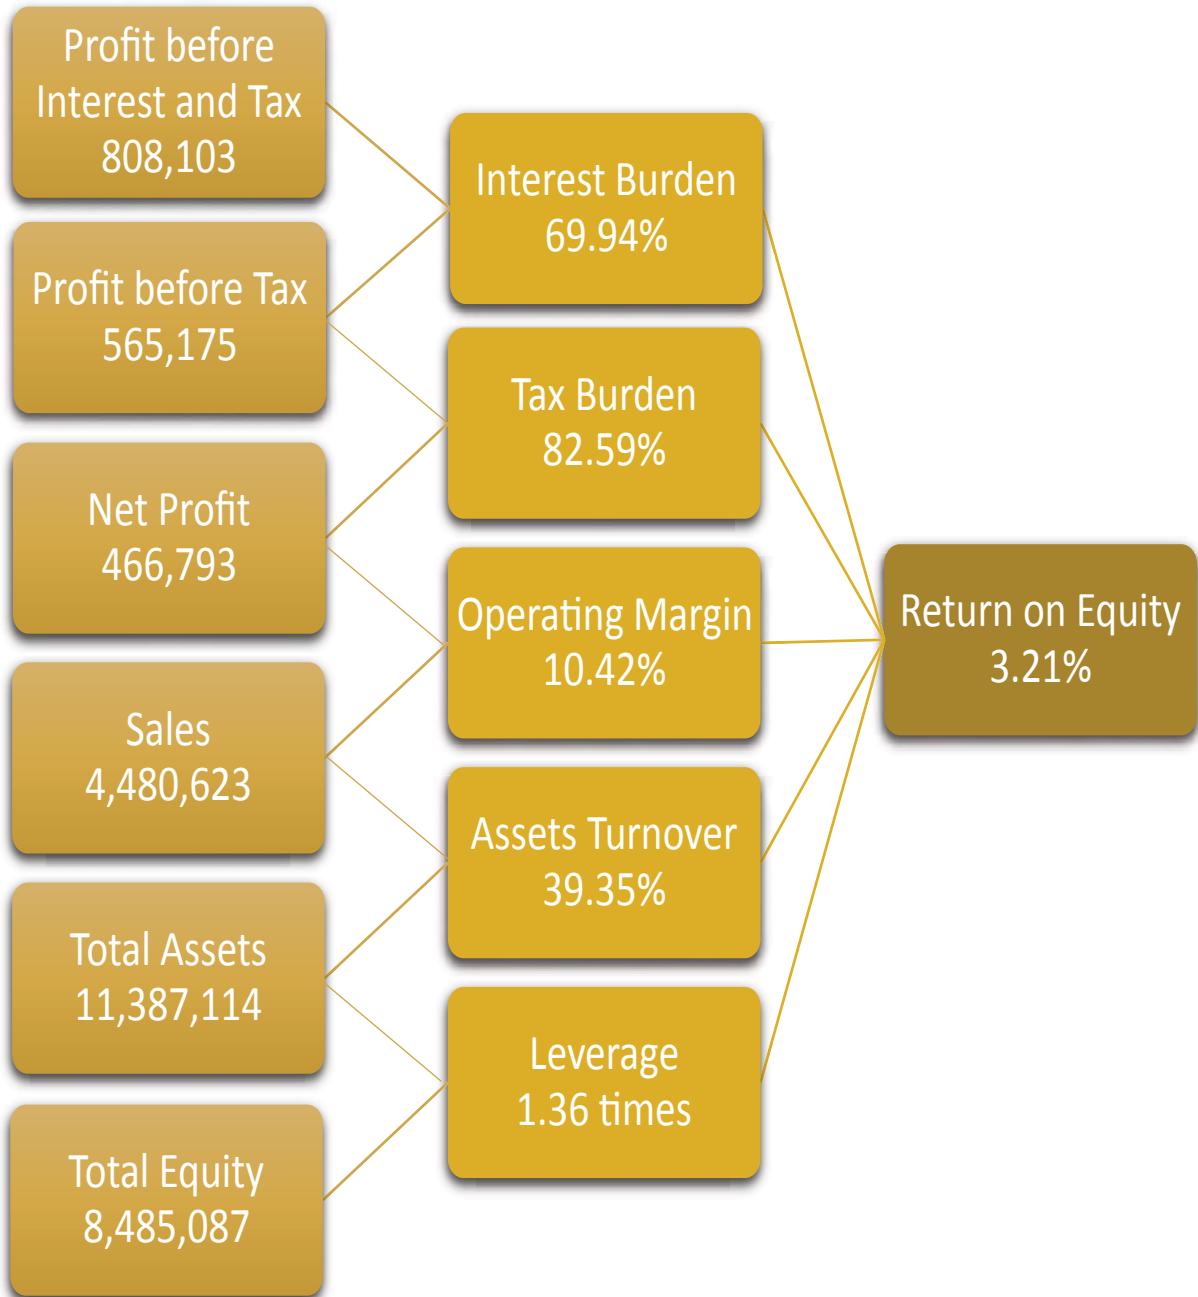 Profit before
Interest and Tax
808,103
Profit before Tax
565,175
Net Profit
466,793
Sales
4,480,623
Total Assets
11,387,114
Total Equity
8,485,087
Interest Burden
69.94%
Tax Burden
82.59%
Operating Margin
10.42%
Assets Turnover
39.35%
Leverage
1.36 times
Return on Equity
3.21%